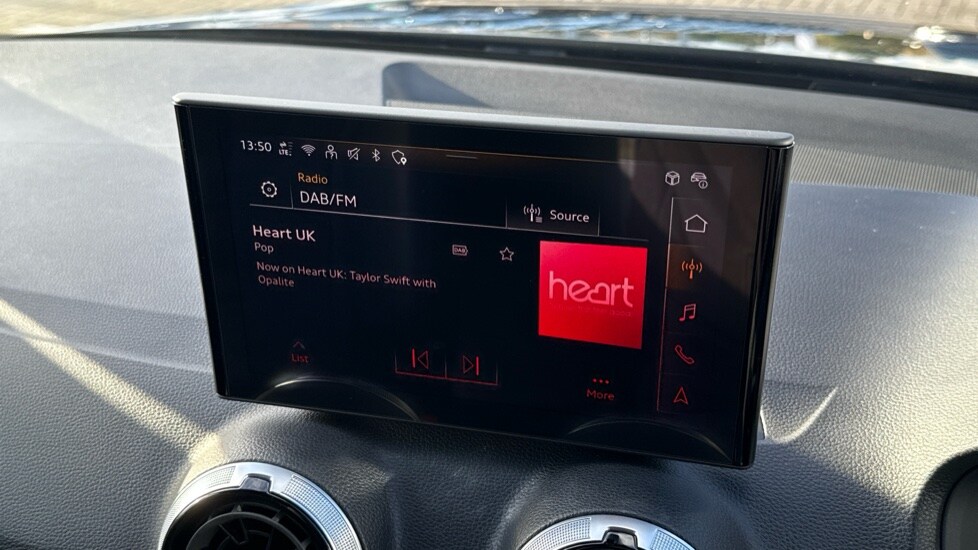 13:50 LTE
Radio
DAB/FM
Source
Heart UK
Pop
DAB
Now on Heart UK: Taylor Swift with
Opalite
heart
List
More